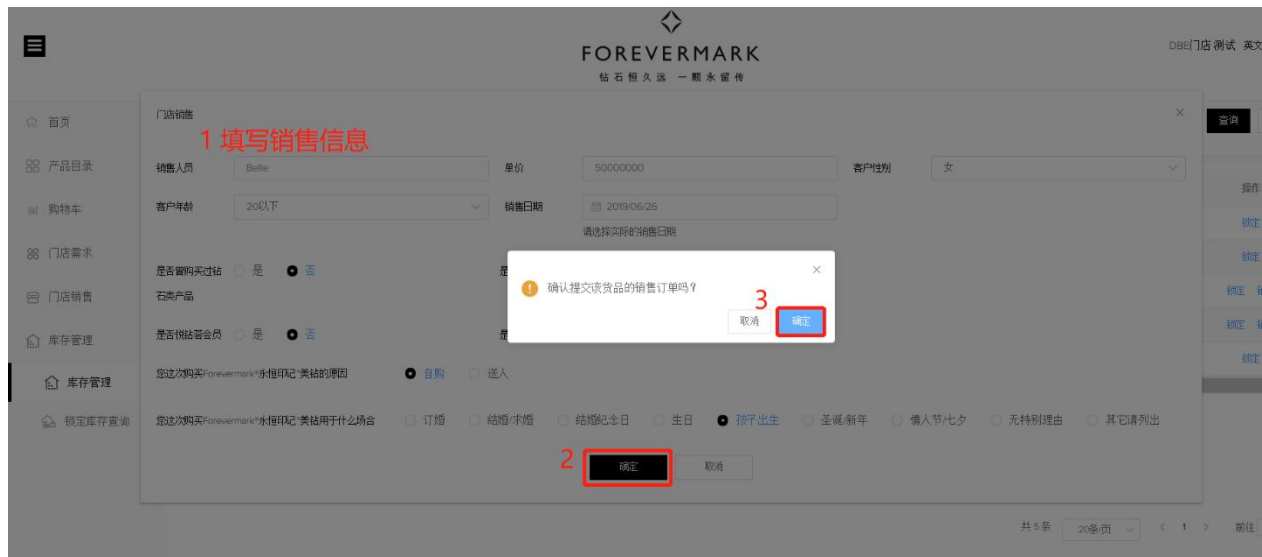 FOREVERMARK
钻石恒久远 一颗永留传
DBE门店测试 英文
首页
产品目录
购物车
门店需求
门店销售
库存管理
库存管理
锁定库存查询
门店销售
1 填写销售信息
销售人员 Belle 单价 50000000 客户性别 女
客户年龄 20以下 销售日期 2019/06/26
请选择实际的销售日期
是否曾购买过钻石类产品 是 否
是否悦钻荟会员 是 否
您这次购买Forevermark®永恒印记®美钻的原因 自购 送人
您这次购买Forevermark®永恒印记®美钻用于什么场合 订婚 结婚/求婚 结婚纪念日 生日 孩子出生 圣诞/新年 情人节/七夕 无特别理由 其它请列出
2 确定 取消
确认提交该货品的销售订单吗?
3
取消 确定
查询
操作
锁定
锁定
锁定
锁定
锁定
共5条 20条/页 1 前往